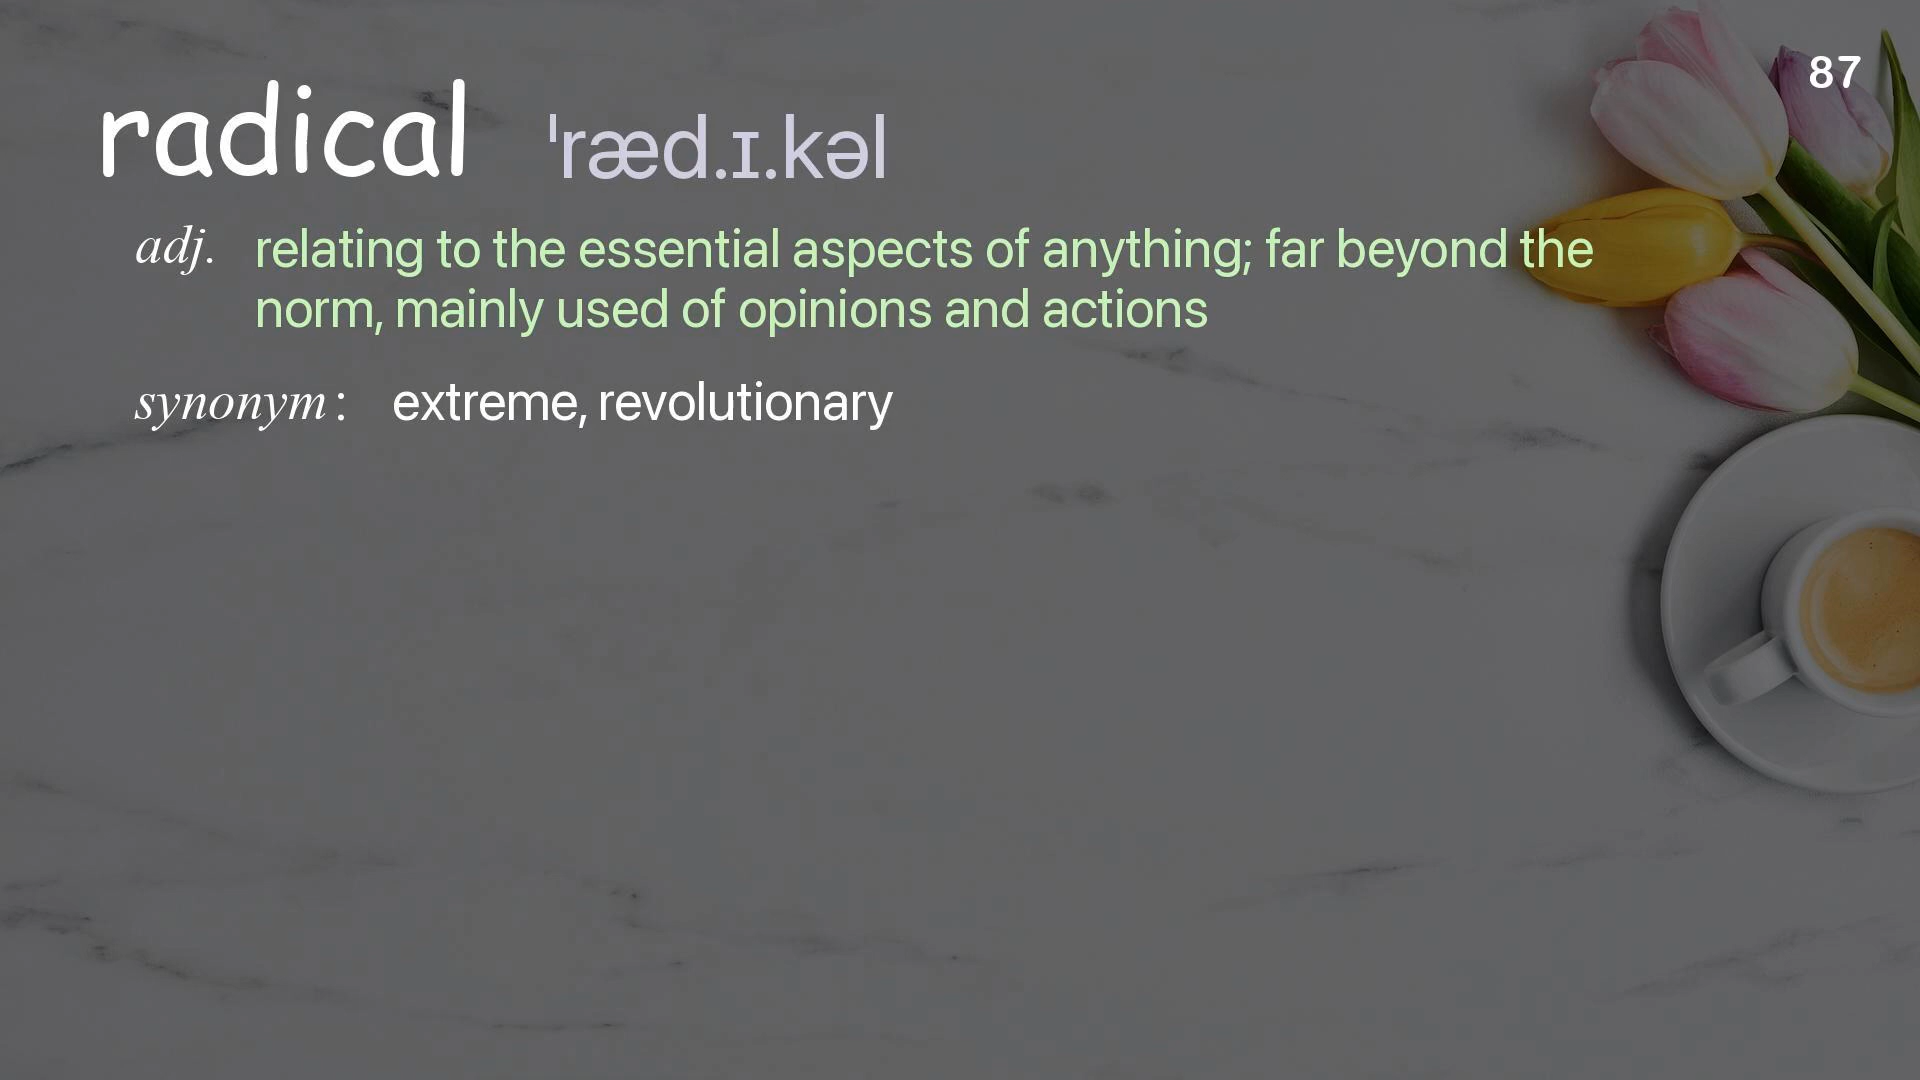 87
radical ˈræd.ɪ.kəl
adj. relating to the essential aspects of anything; far beyond the
norm, mainly used of opinions and actions
synonym : extreme, revolutionary